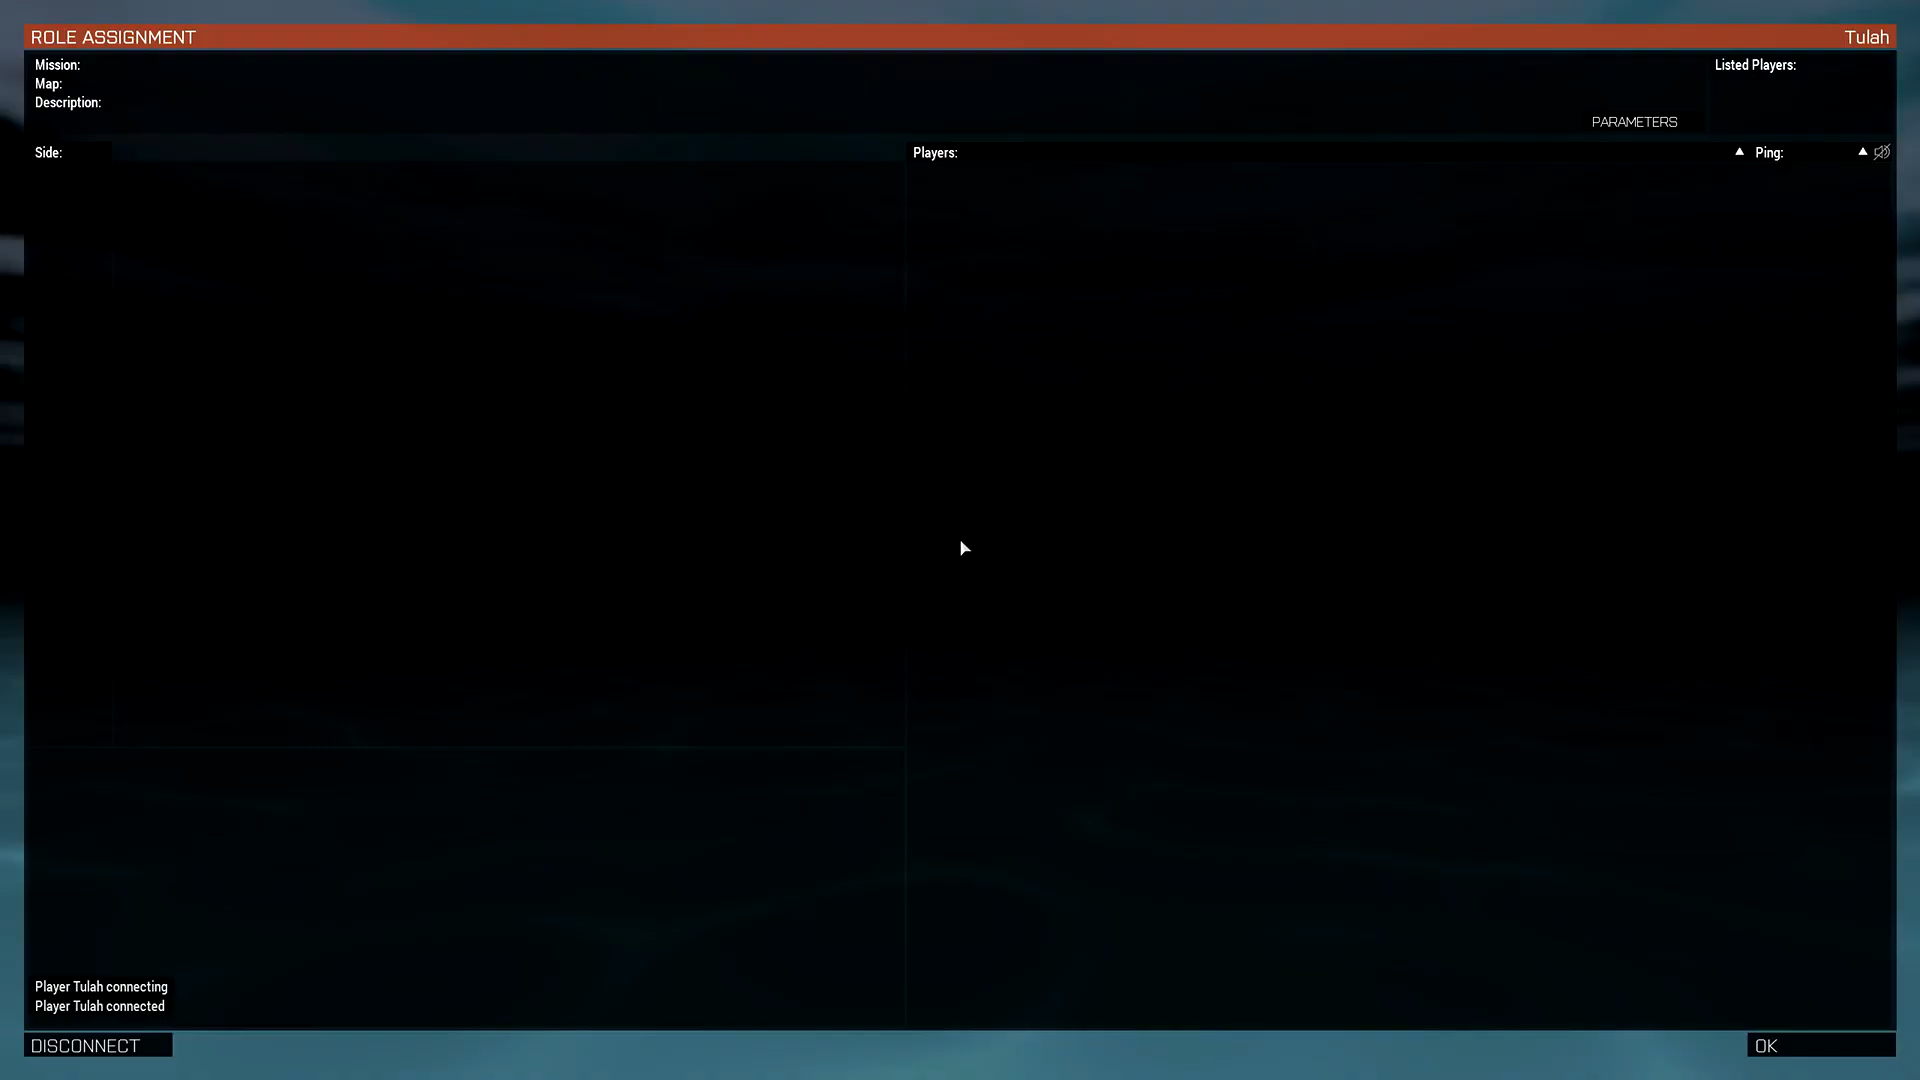 ROLE ASSIGNMENT Tulah
Mission: Listed Players:
Map:
Description:
PARAMETERS
Side: Players: Ping:
Player Tulah connecting
Player Tulah connected
DISCONNECT OK